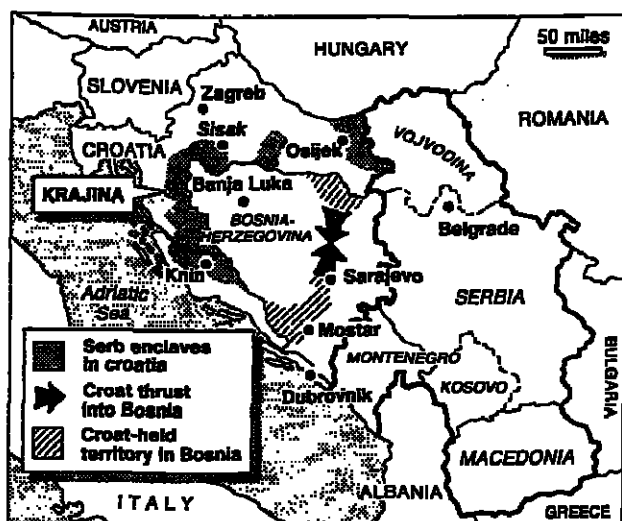 AUSTRIA
HUNGARY
50 miles
SLOVENIA
Zagreb
ROMANIA
Sisak
CROATIA
Osijek
VOJVODINA
KRAJINA
Banja Luka
BOSNIA-
HERZEGOVINA
Belgrade
Knin
Sarajevo
Adriatic
Sea
SERBIA
Mostar
Serb enclaves
in croatia
MONTENEGRO
BULGARIA
Croat thrust
into Bosnia
Dubrovnik
KOSOVO
Croat-held
territory in Bosnia
MACEDONIA
ITALY
ALBANIA
GREECE